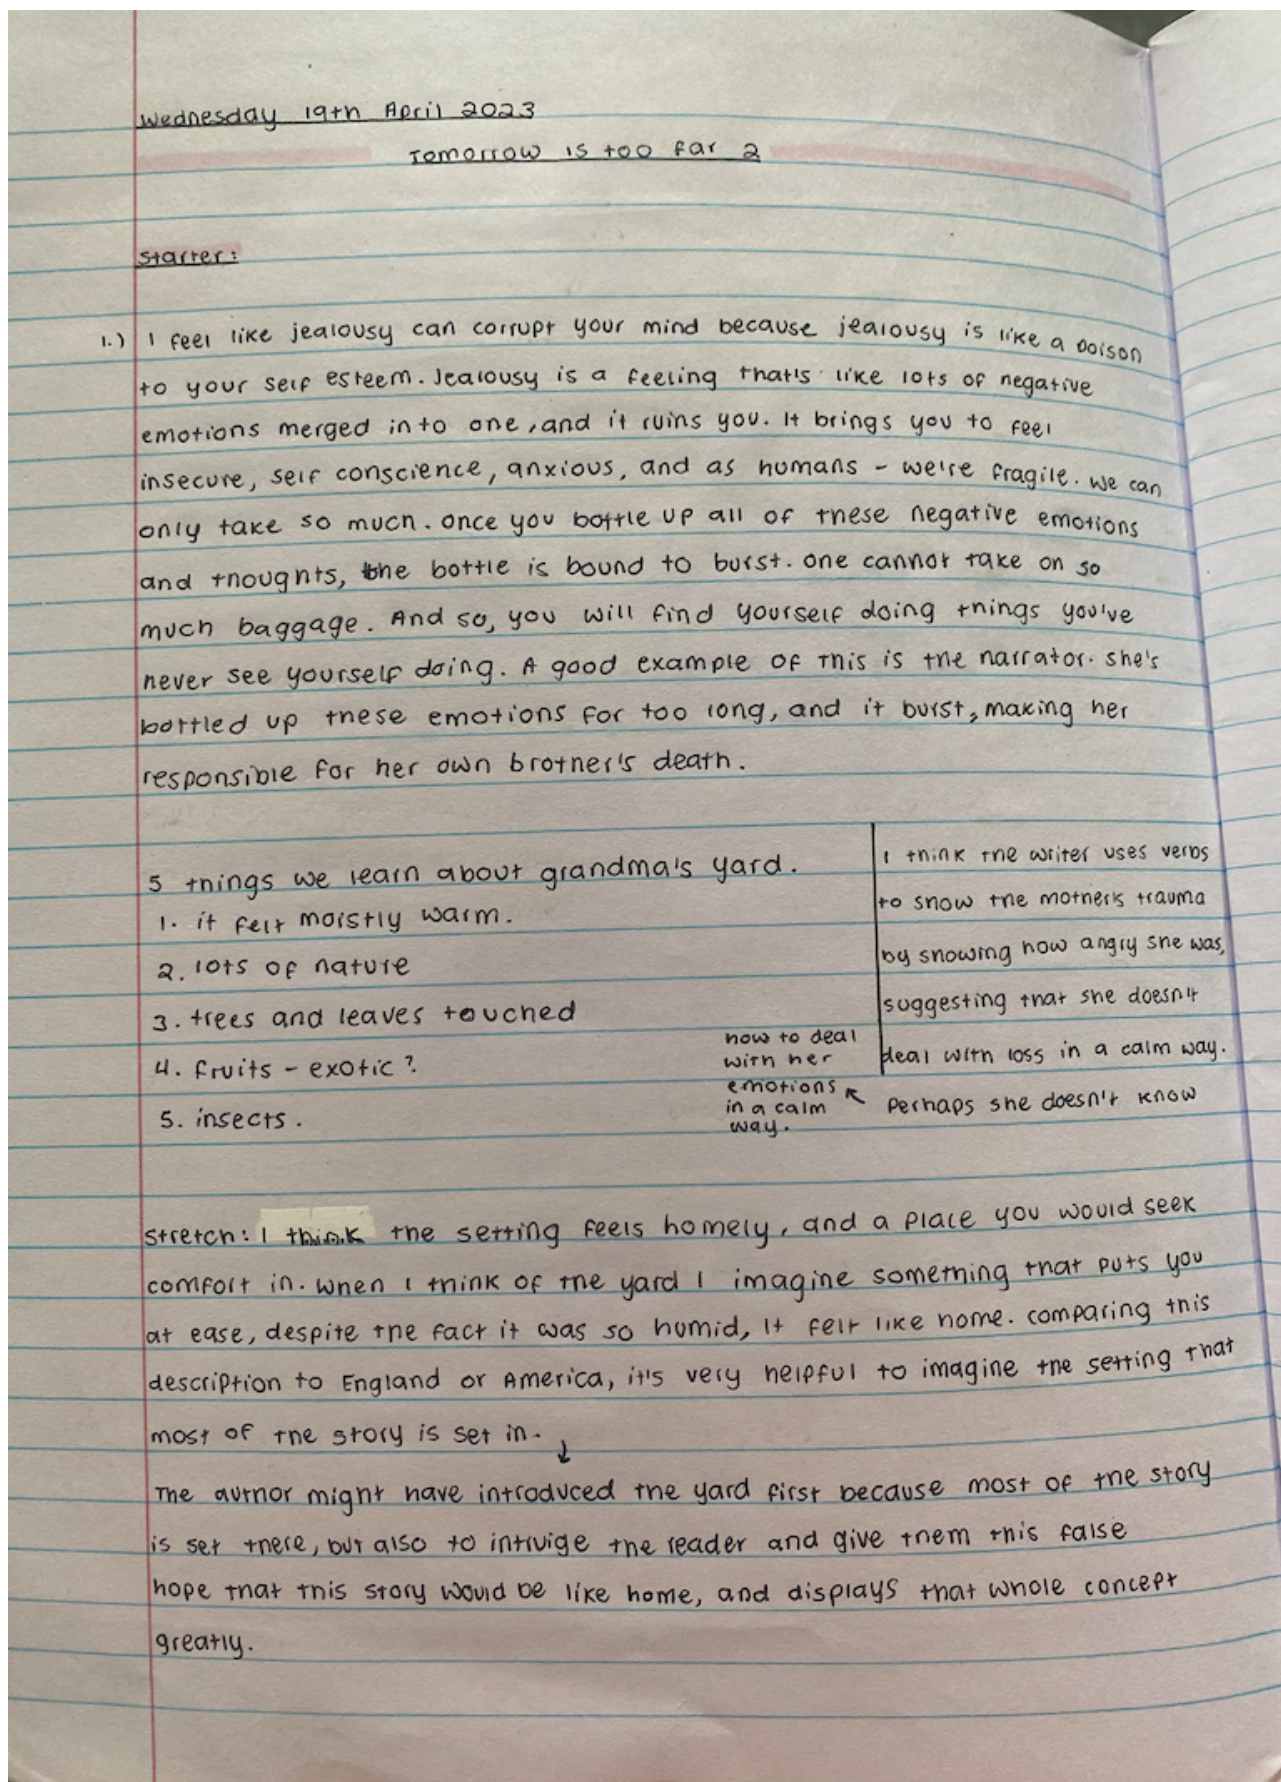 Wednesday 19th April 2023
Tomorrow is too far 2
Starter:
1.) I feel like jealousy can corrupt your mind because jealousy is like a poison
to your self esteem. Jealousy is a feeling that's like lots of negative
emotions merged into one, and it ruins you. It brings you to feel
insecure, self conscience, anxious, and as humans - we're fragile. We can
only take so much. Once you bottle up all of these negative emotions
and thoughts, the bottle is bound to burst. One cannot take on so
much baggage. And so, you will find yourself doing things you've
never see yourself doing. A good example of this is the narrator. She's
bottled up these emotions for too long, and it burst, making her
responsible for her own brother's death.
5 things we learn about grandma's yard.
1. it felt moistly warm.
2. lots of nature
3. trees and leaves touched
4. fruits - exotic?
5. insects.
I think the writer uses verbs
to show the mother's trauma
by showing how angry she was,
suggesting that she doesn't
deal with loss in a calm way.
Perhaps she doesn't know
how to deal
with her
emotions
in a calm
way.
Stretch: I think the setting feels homely, and a place you would seek
comfort in. When I think of the yard I imagine something that puts you
at ease, despite the fact it was so humid, it felt like home. Comparing this
description to England or America, it's very helpful to imagine the setting that
most of the story is set in.
The author might have introduced the yard first because most of the story
is set there, but also to intruige the reader and give them this false
hope that this story would be like home, and displays that whole concept
greatly.